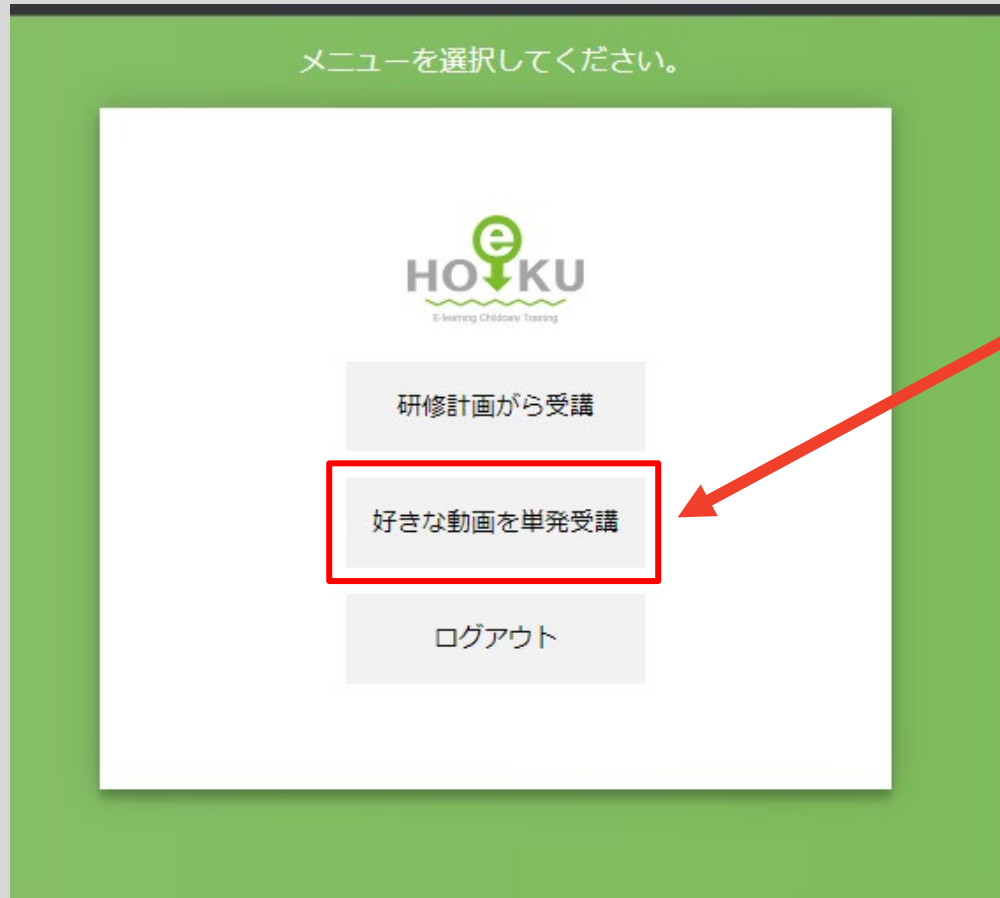 メニューを選択してください。
e
HOIKU
E-learning Childcare Training
研修計画がら受講
好きな動画を単発受講
ログアウト